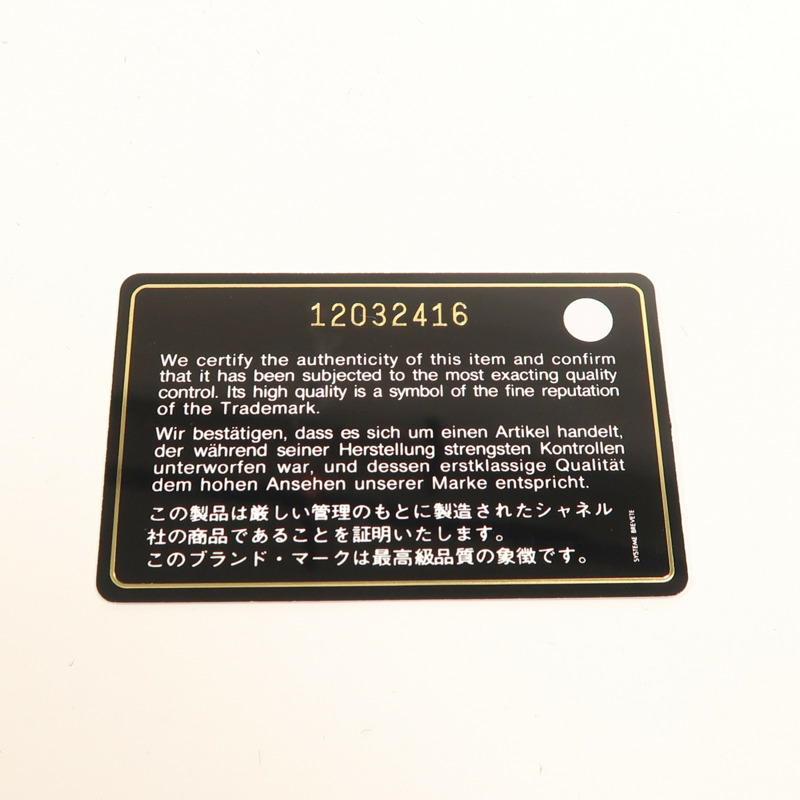 12032416
We certify the authenticity of this item and confirm
that it has been subjected to the most exacting quality
control. Its high quality is a symbol of the fine reputation
of the Trademark.
Wir bestätigen, dass es sich um einen Artikel handelt,
der während seiner Herstellung strengsten Kontrollen
unterworfen war, und dessen erstklassige Qualität
dem hohen Ansehen unserer Marke entspricht.
この製品は厳しい管理のもとに製造されたシャネル
社の商品であることを証明いたします。
このブランド・マークは最高級品質の象徴です。
SYSTEME BREVETE